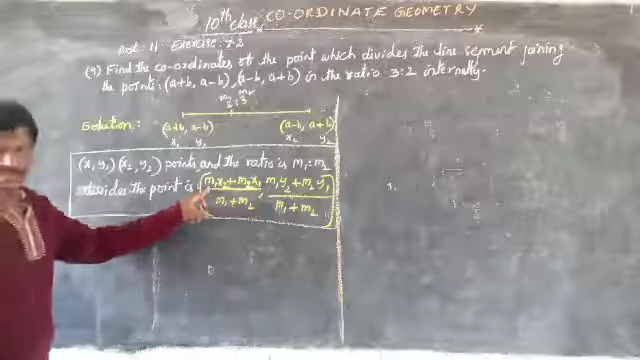 10th class CO-ORDINATE GEOMETRY
Part: 11 Exercise: 7.2
(9) Find the co-ordinates of the point which divides the line segment joining
the points: (a+b, a-b), (a-b, a+b) in the ratio 3:2 internally.
m₁ : m₂
2 : 3
Solution: (a+b, a-b) (a-b, a+b)
x₁ y₁ x₂ y₂
(x₁ y₁) (x₂, y₂) points and the ratio is m₁:m₂
divides the point is : (m₁x₂+m₂x₁ / m₁+m₂, m₁y₂+m₂y₁ / m₁+m₂)